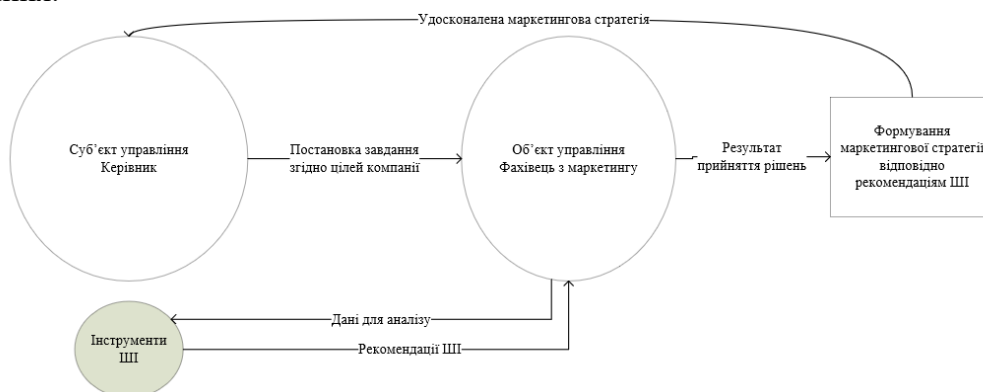 Удосконалена маркетингова стратегія
Суб’єкт управління
Керівник
Постановка завдання
згідно цілей компанії
Об’єкт управління
Фахівець з маркетингу
Результат
прийняття рішень
Формування
маркетингової стратегії
відповідно
рекомендаціям ШІ
Дані для аналізу
Інструменти
ШІ
Рекомендації ШІ